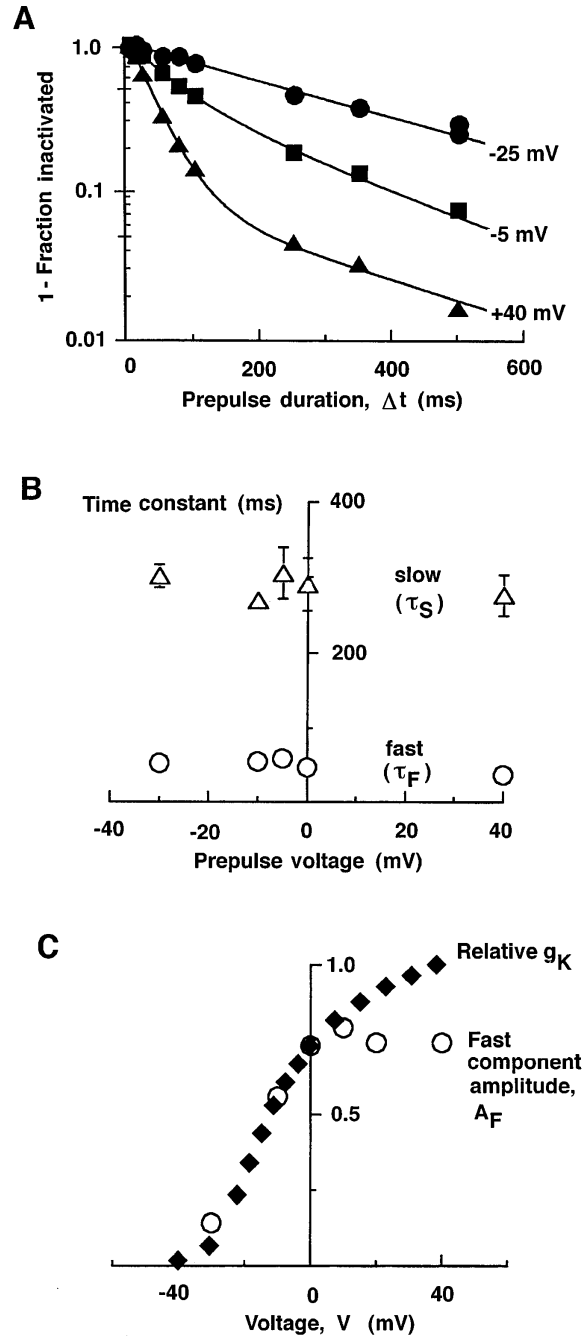 A
1.0
0.1
0.01
1 - Fraction inactivated
-25 mV
-5 mV
+40 mV
0 200 400 600
Prepulse duration, Δt (ms)
B
Time constant (ms)
400
200
slow
(τS)
fast
(τF)
-40 -20 0 20 40
Prepulse voltage (mV)
C
1.0
0.5
Relative gK
Fast
component
amplitude,
AF
-40 0 40
Voltage, V (mV)